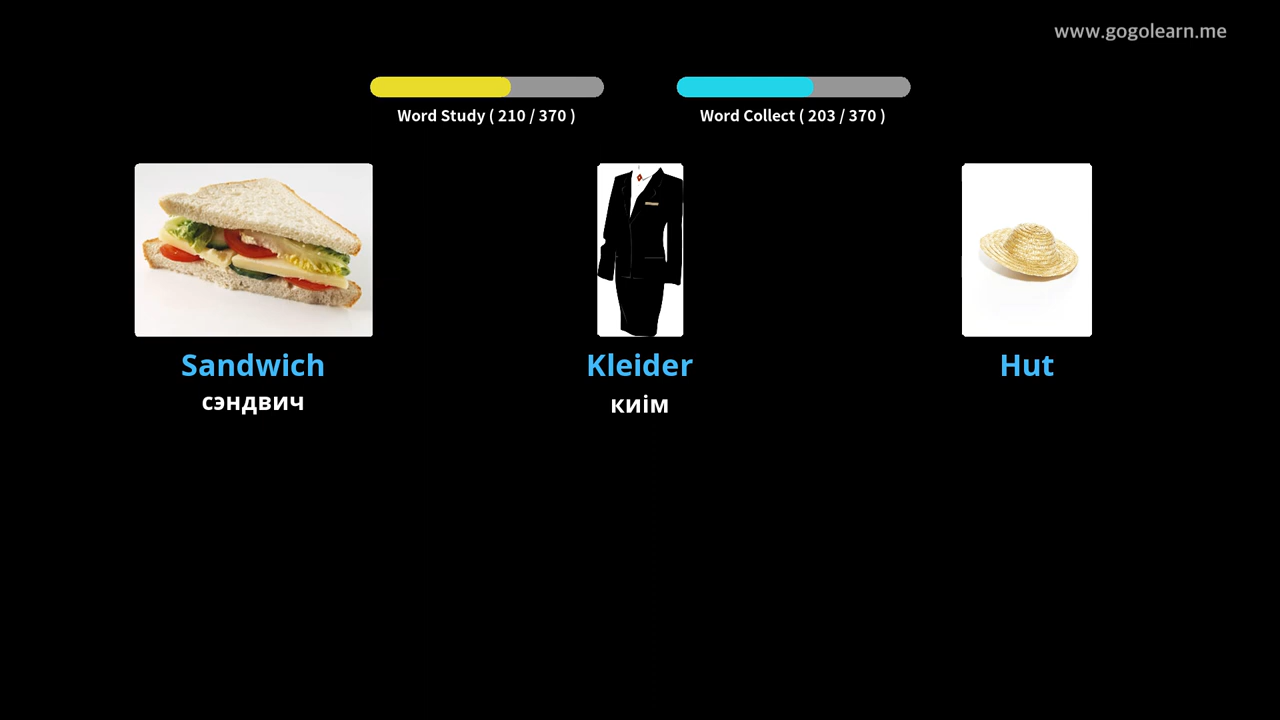 www.gogolearn.me
Word Study ( 210 / 370 )
Word Collect ( 203 / 370 )
Sandwich
Kleider
Hut
сэндвич
киім